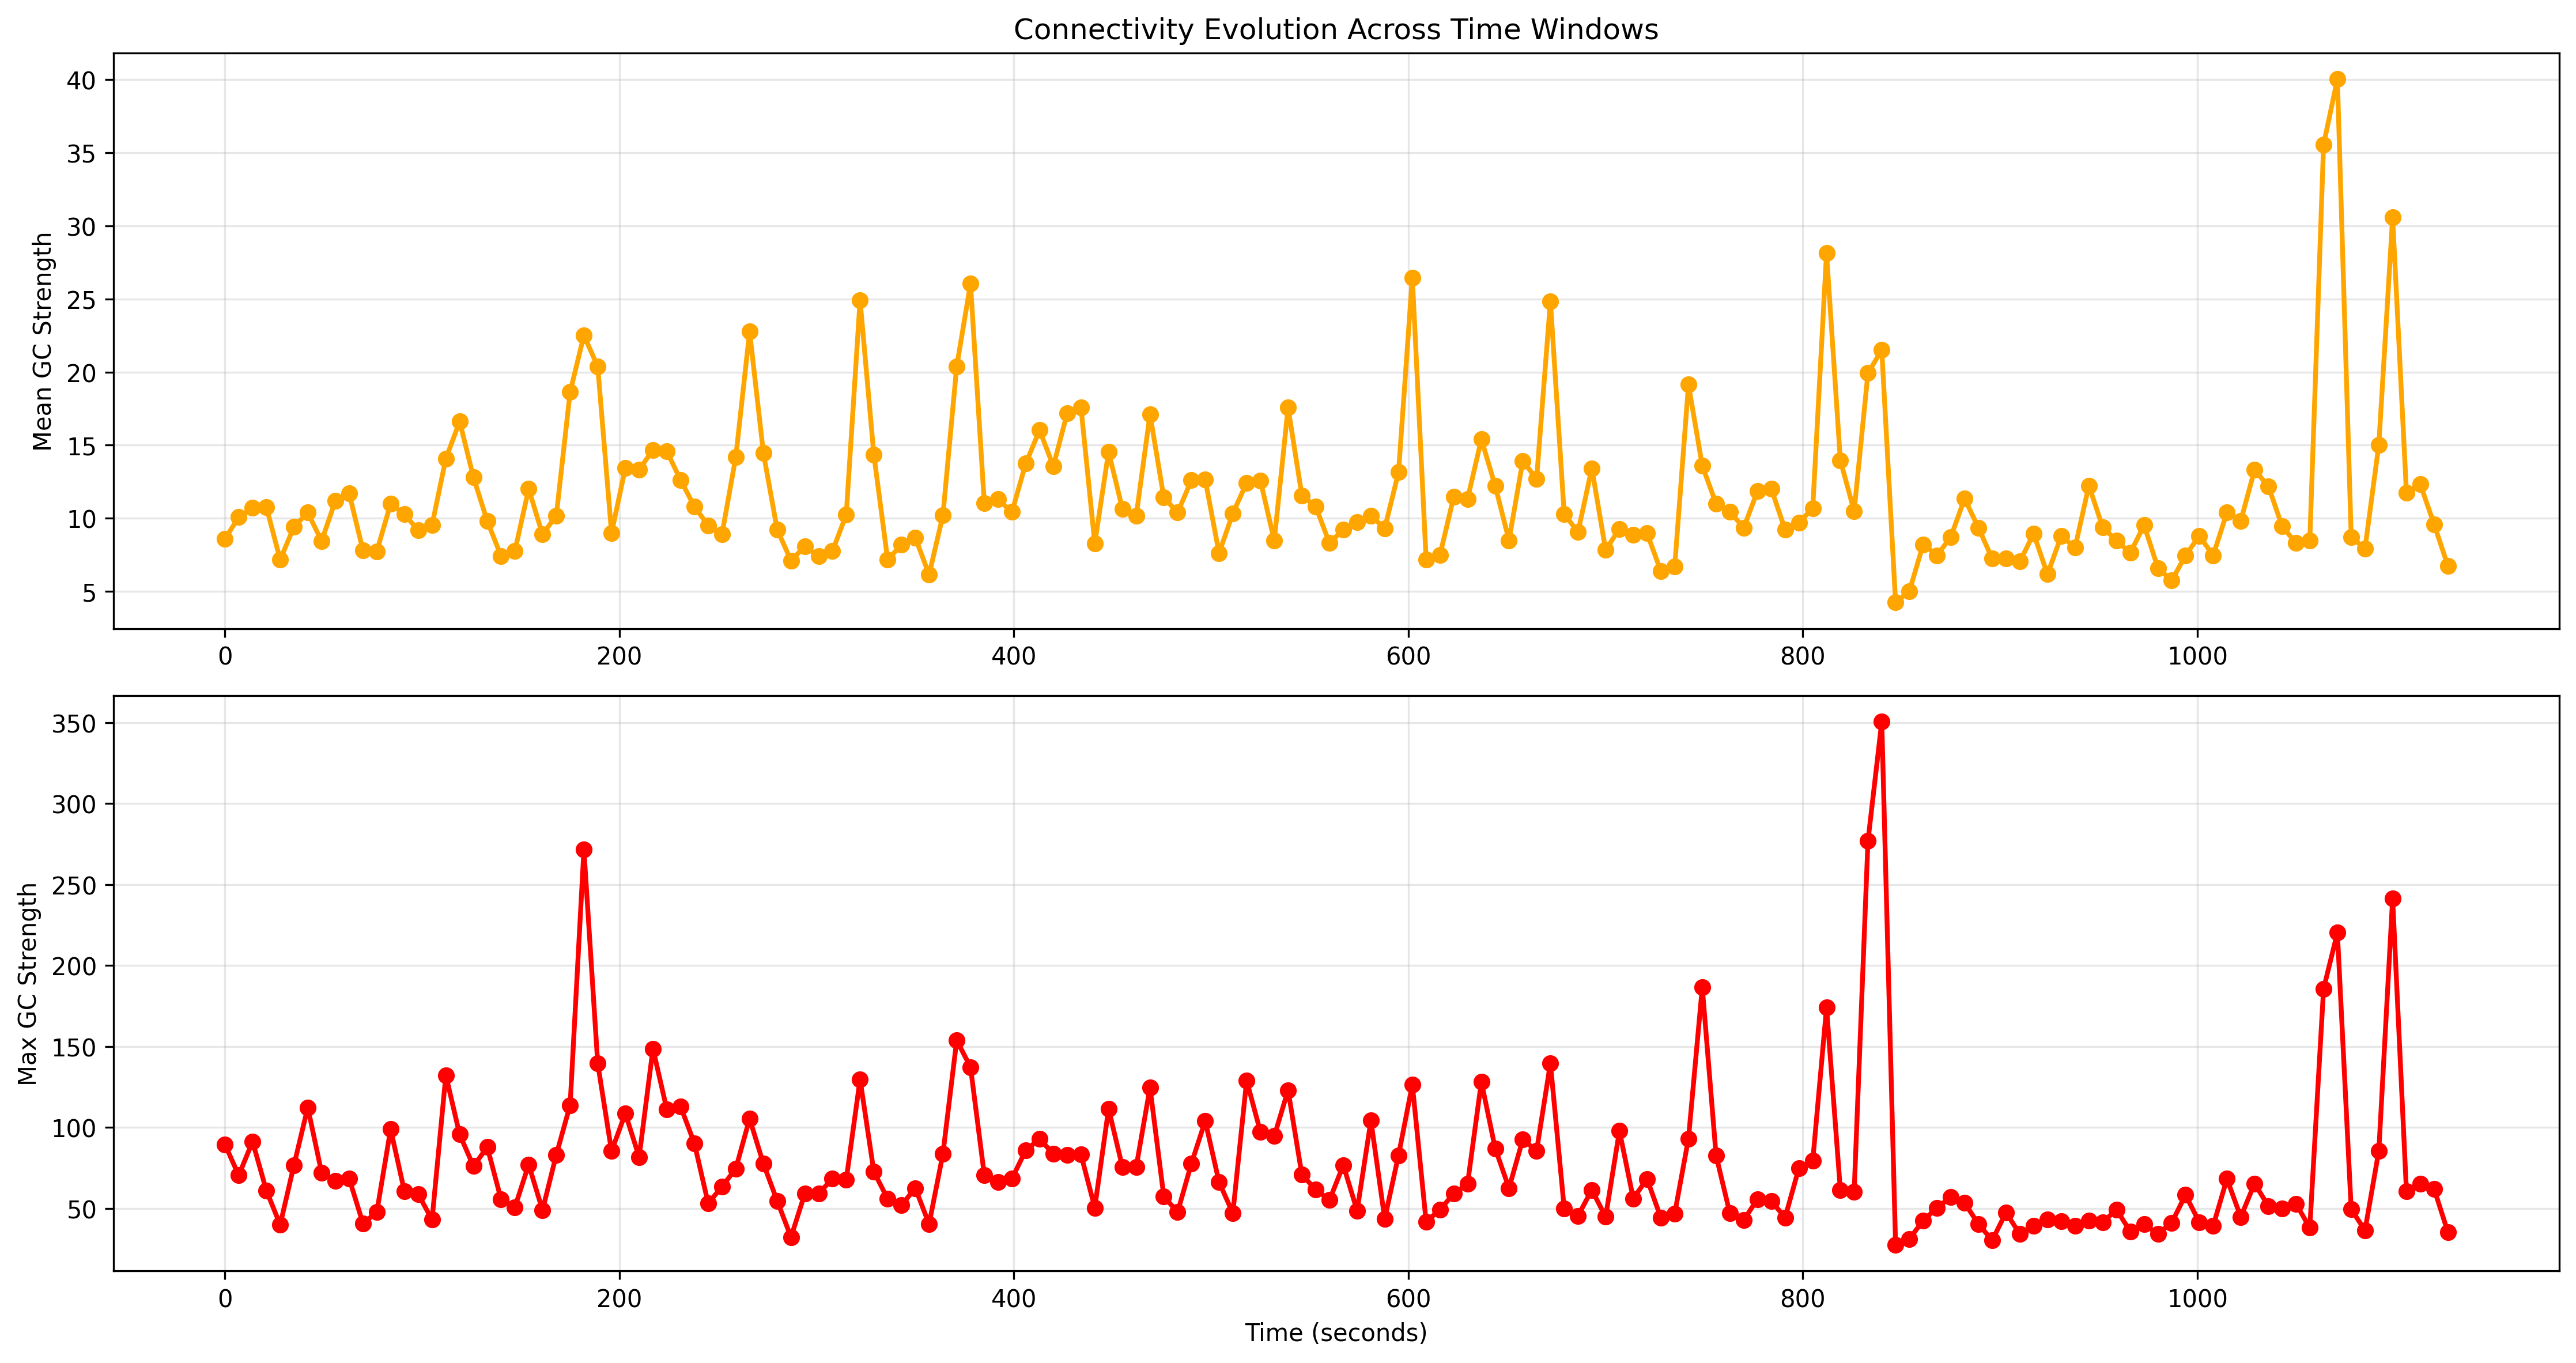 Connectivity Evolution Across Time Windows
Mean GC Strength
40
35
30
25
20
15
10
5
0 200 400 600 800 1000
Max GC Strength
350
300
250
200
150
100
50
0 200 400 600 800 1000
Time (seconds)